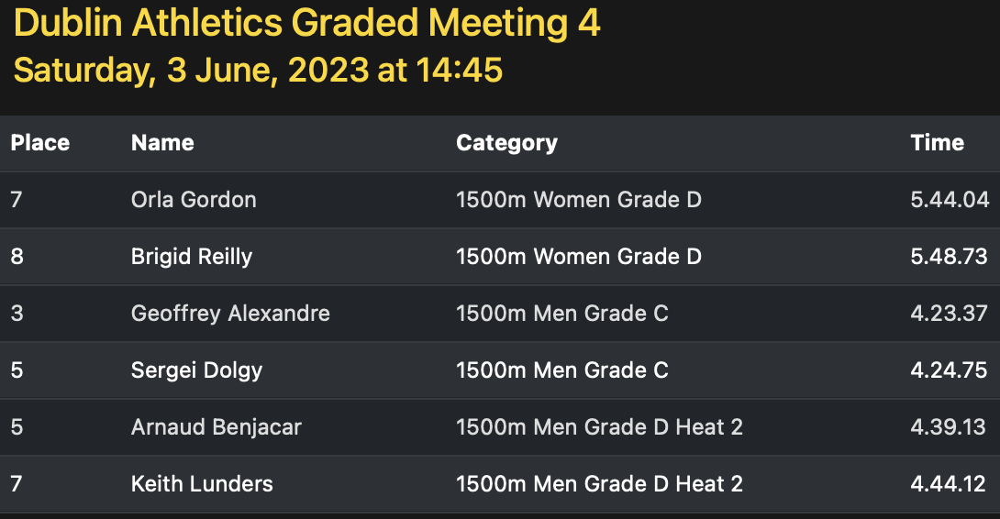 Dublin Athletics Graded Meeting 4
Saturday, 3 June, 2023 at 14:45
Place Name Category Time
7 Orla Gordon 1500m Women Grade D 5.44.04
8 Brigid Reilly 1500m Women Grade D 5.48.73
3 Geoffrey Alexandre 1500m Men Grade C 4.23.37
5 Sergei Dolgy 1500m Men Grade C 4.24.75
5 Arnaud Benjacar 1500m Men Grade D Heat 2 4.39.13
7 Keith Lunders 1500m Men Grade D Heat 2 4.44.12